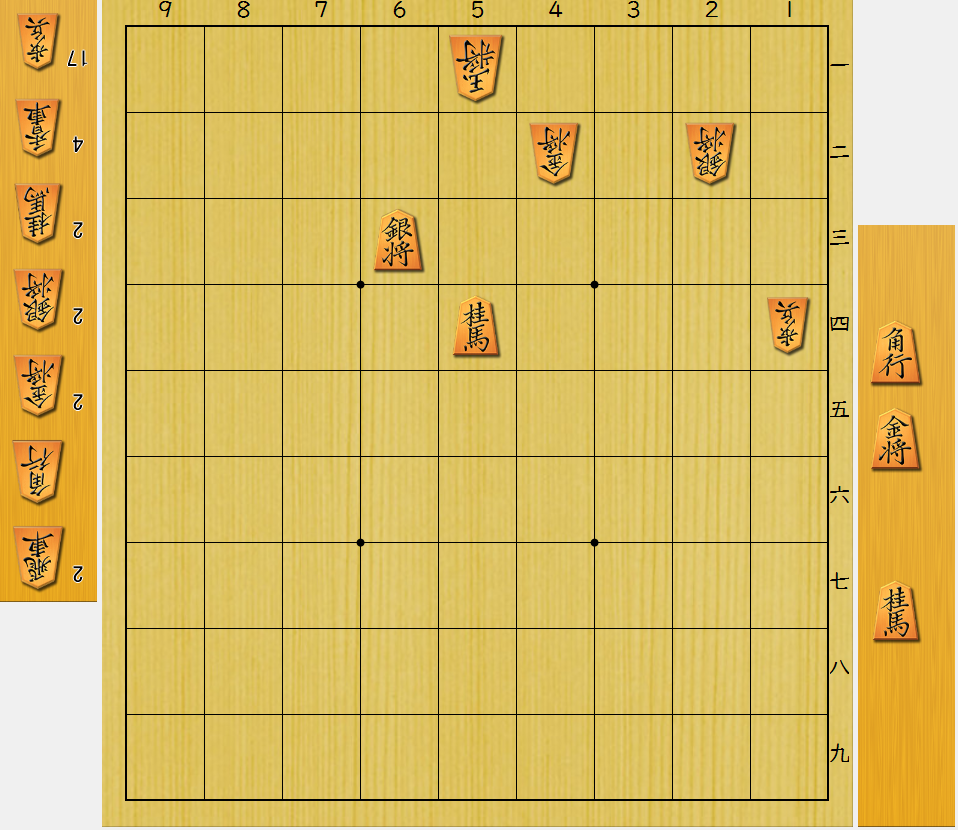 9 8 7 6 5 4 3 2 1
一
二
三
四
五
六
七
八
九
歩兵 17
香車 4
桂馬 2
銀将 2
金将 2
角行
飛車 2
玉将
金将 銀将
銀将
桂馬 歩兵
角行
金将
桂馬